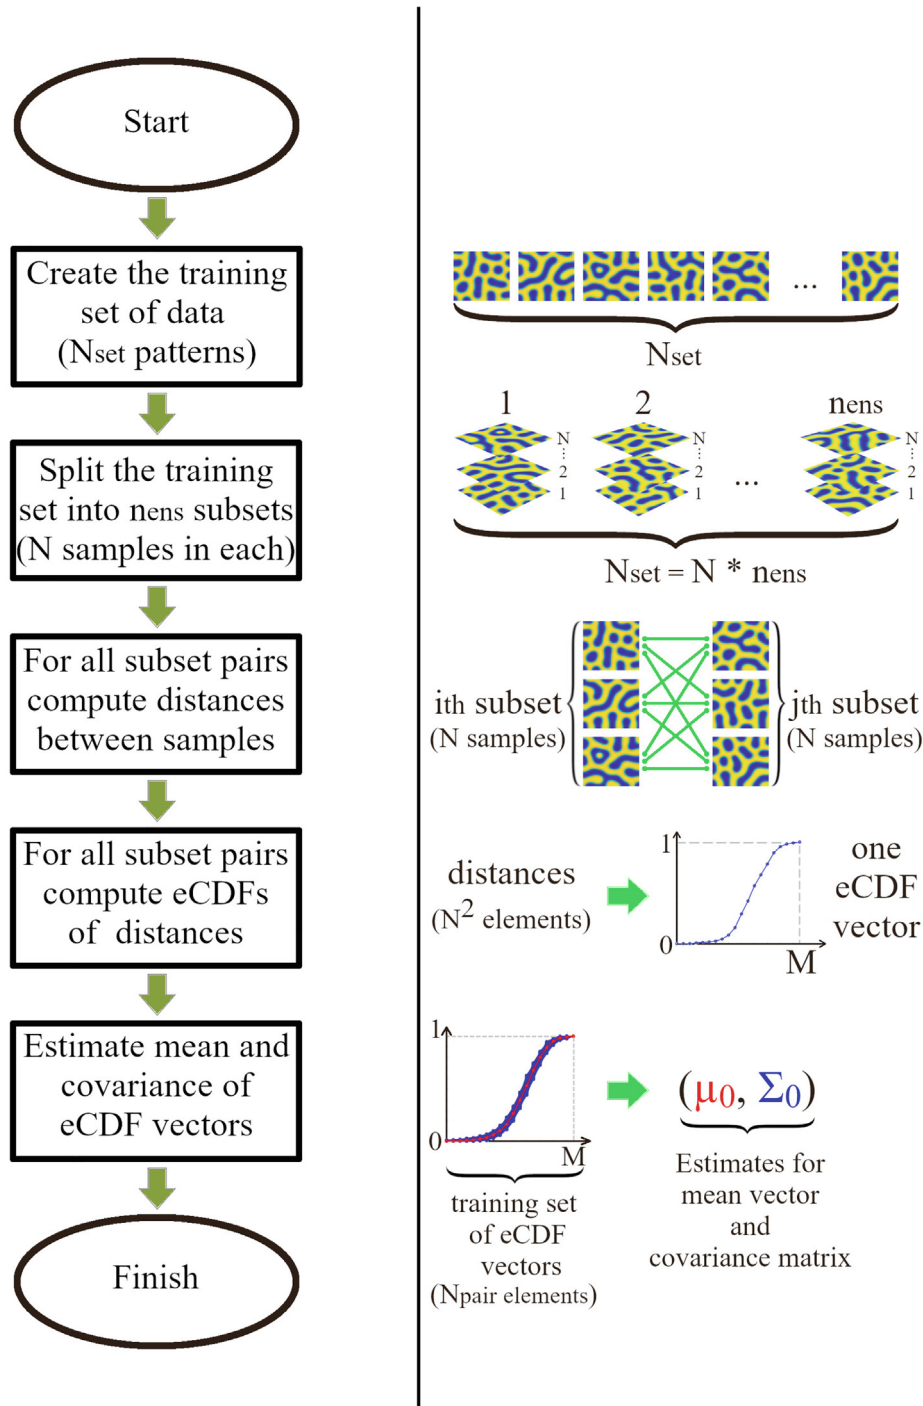 Start
Create the training
set of data
(Nset patterns)
Split the training
set into nens subsets
(N samples in each)
For all subset pairs
compute distances
between samples
For all subset pairs
compute eCDFs
of distances
Estimate mean and
covariance of
eCDF vectors
Finish
...
Nset
1 2 nens
N N N
2 2 ... 2
1 1 1
Nset = N * nens
ith subset
(N samples)
jth subset
(N samples)
distances
(N² elements)
1
0
M
one
eCDF
vector
1
0
M
training set
of eCDF
vectors
(Npair elements)
(μ0, Σ0)
Estimates for
mean vector
and
covariance matrix